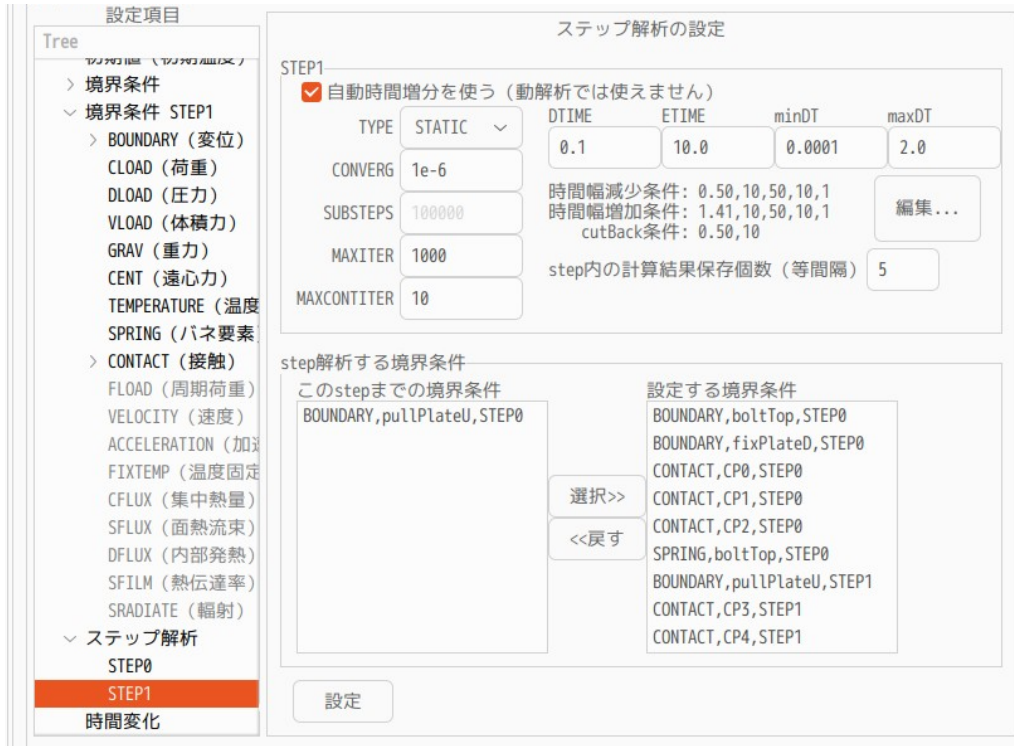 設定項目
Tree
初期値 (初期温度)
> 境界条件
境界条件 STEP1
> BOUNDARY (変位)
CLOAD (荷重)
DLOAD (圧力)
VLOAD (体積力)
GRAV (重力)
CENT (遠心力)
TEMPERATURE (温度
SPRING (バネ要素)
> CONTACT (接触)
FLOAD (周期荷重)
VELOCITY (速度)
ACCELERATION (加速
FIXTEMP (温度固定
CFLUX (集中熱量)
SFLUX (面熱流束)
DFLUX (内部発熱)
SFILM (熱伝達率)
SRADIATE (輻射)
ステップ解析
STEP0
STEP1
時間変化
ステップ解析の設定
STEP1
自動時間増分を使う (動解析では使えません)
TYPE STATIC
CONVERG 1e-6
SUBSTEPS 100000
MAXITER 1000
MAXCONTITER 10
DTIME ETIME minDT maxDT
0.1 10.0 0.0001 2.0
時間幅減少条件: 0.50,10,50,10,1
時間幅増加条件: 1.41,10,50,10,1
cutBack条件: 0.50,10
編集...
step内の計算結果保存個数 (等間隔) 5
step解析する境界条件
このstepまでの境界条件
BOUNDARY,pullPlateU,STEP0
選択>>
<<戻す
設定する境界条件
BOUNDARY,boltTop,STEP0
BOUNDARY,fixPlateD,STEP0
CONTACT,CP0,STEP0
CONTACT,CP1,STEP0
CONTACT,CP2,STEP0
SPRING,boltTop,STEP0
BOUNDARY,pullPlateU,STEP1
CONTACT,CP3,STEP1
CONTACT,CP4,STEP1
設定